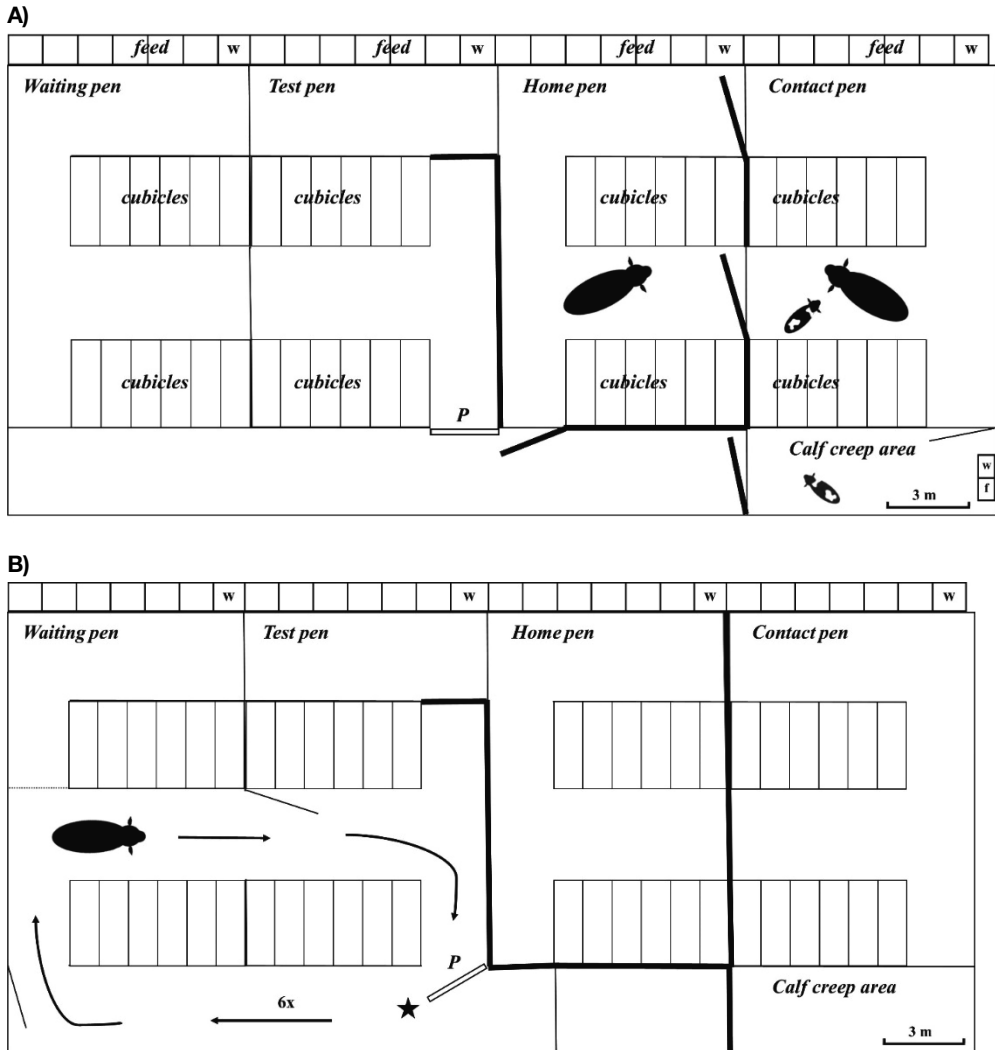 A)
feed w feed w feed w feed w
Waiting pen Test pen Home pen Contact pen
cubicles cubicles cubicles cubicles
cubicles cubicles cubicles cubicles
P
Calf creep area
w
f
3 m
B)
w w w w
Waiting pen Test pen Home pen Contact pen
P
Calf creep area
6x
3 m